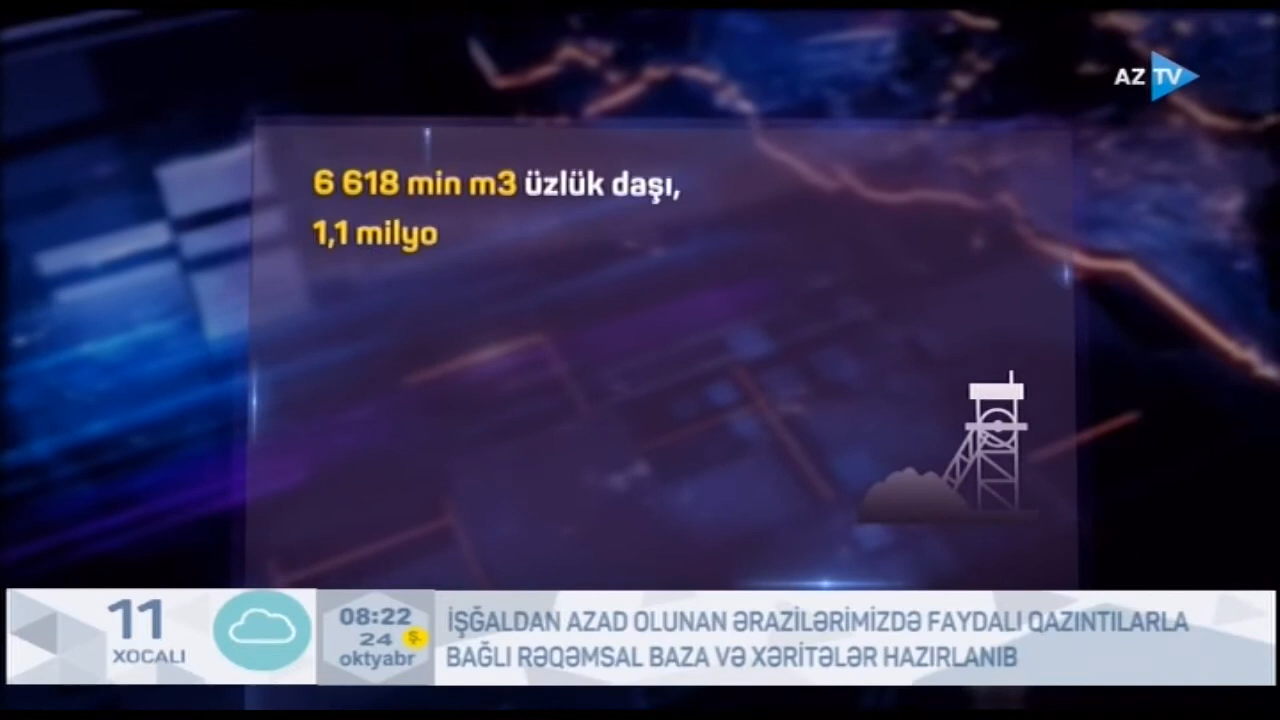 AZ TV
6 618 min m3 üzlük daşı,
1,1 milyo
11
XOCALI
08:22
24 Ş.
oktyabr
İŞĞALDAN AZAD OLUNAN ƏRAZİLƏRİMİZDƏ FAYDALI QAZINTILARLA
BAĞLI RƏQƏMSAL BAZA VƏ XƏRİTƏLƏR HAZIRLANIB